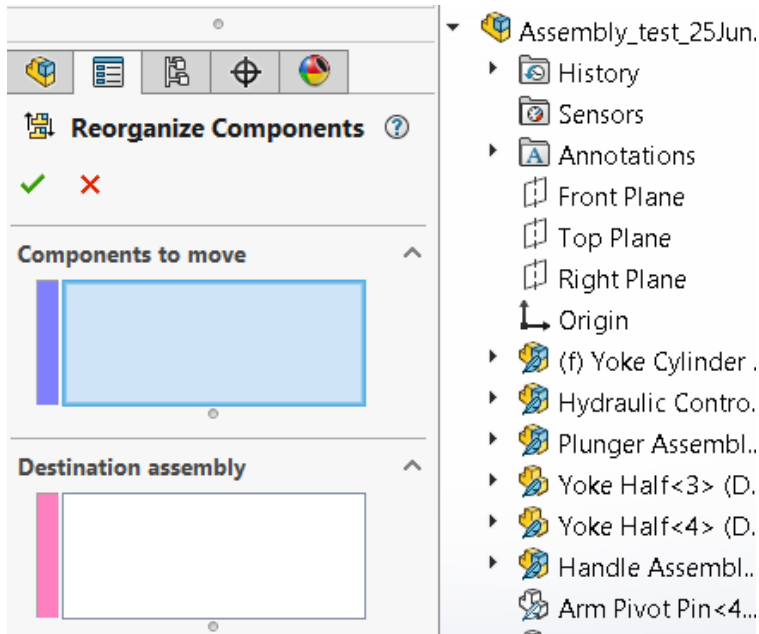 Reorganize Components
Components to move
Destination assembly
Assembly_test_25Jun.
History
Sensors
A Annotations
Front Plane
Top Plane
Right Plane
Origin
(f) Yoke Cylinder .
Hydraulic Contro.
Plunger Assembl..
Yoke Half<3> (D.
Yoke Half<4> (D.
Handle Assembl..
Arm Pivot Pin<4...